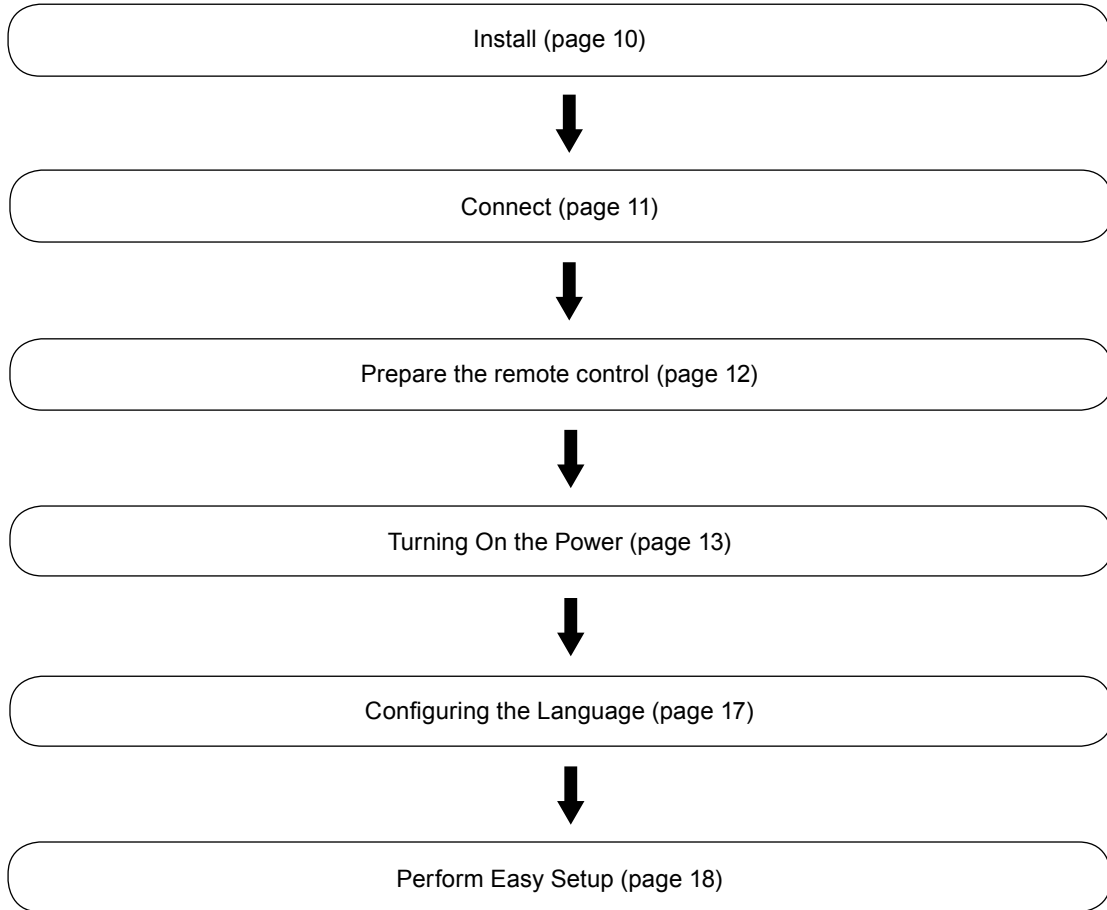 Install (page 10)
Connect (page 11)
Prepare the remote control (page 12)
Turning On the Power (page 13)
Configuring the Language (page 17)
Perform Easy Setup (page 18)